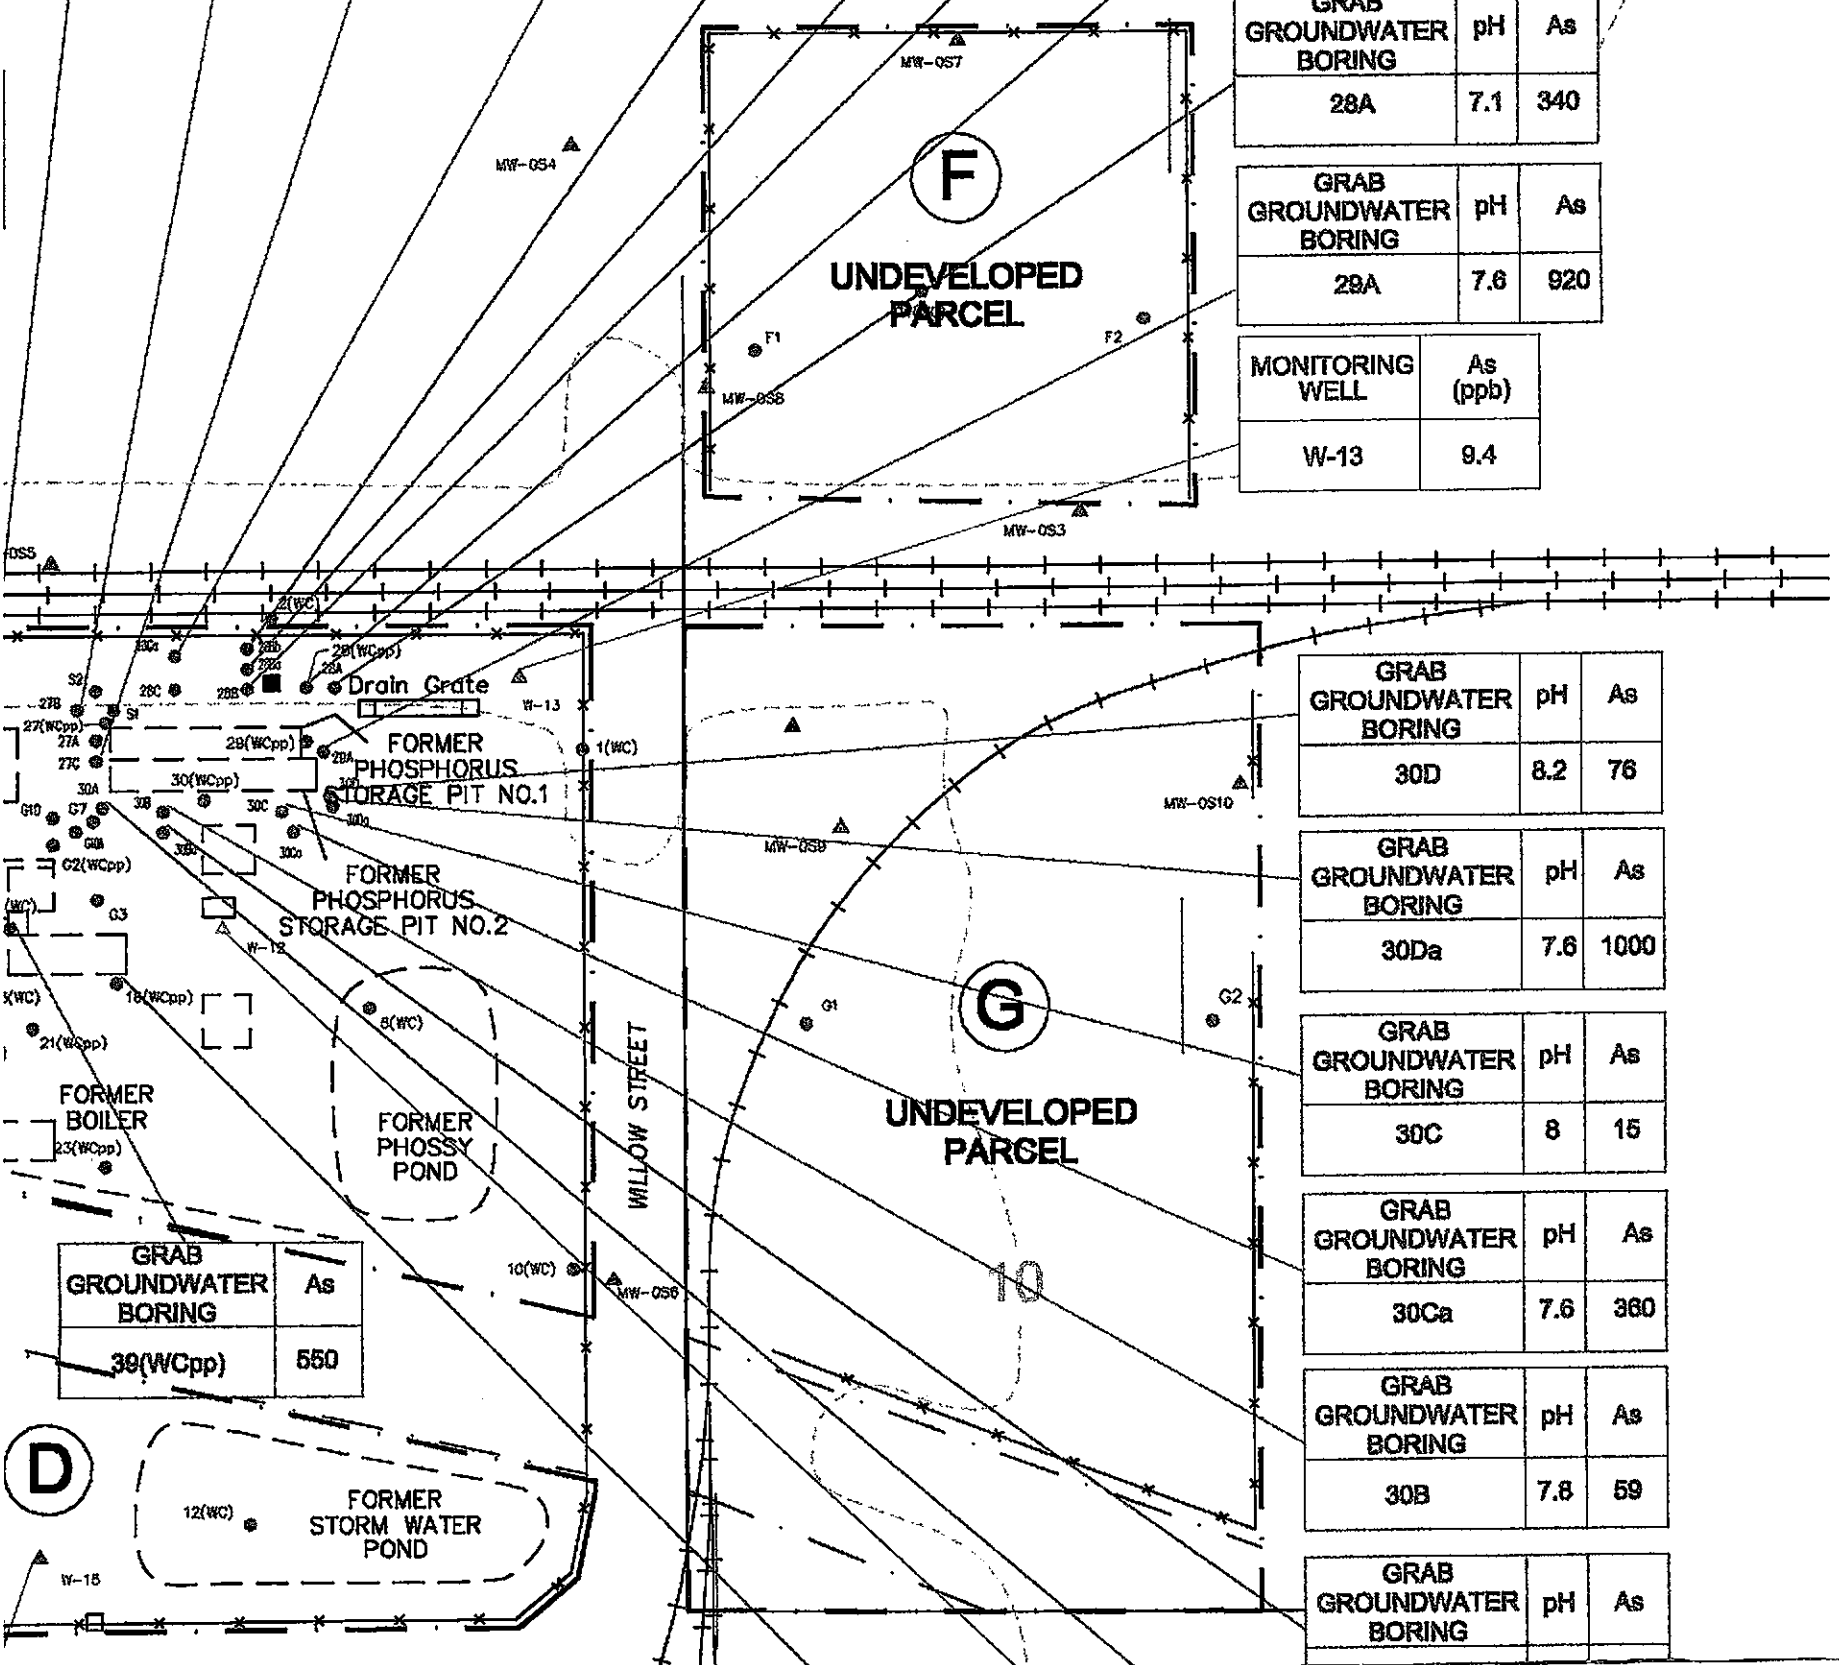 GRAB
GROUNDWATER
BORING
pH
As
28A
7.1
340
GRAB
GROUNDWATER
BORING
pH
As
29A
7.6
920
MONITORING
WELL
As
(ppb)
W-13
9.4
MW-OS7
MW-OS4
F
UNDEVELOPED
PARCEL
F1
F2
MW-OS8
MW-OS3
-OS5
2(WC)
28(WCpp)
28A
28B
28C
S2
27B
S1
27(WCpp)
27A
27C
Drain Grate
W-13
29(WCpp)
29A
1(WC)
FORMER
PHOSPHORUS
STORAGE PIT NO.1
30(WCpp)
30A
30B
30C
30D
30Da
30Ca
G10
G7
G2(WCpp)
G3
(WC)
FORMER
PHOSPHORUS
STORAGE PIT NO.2
W-12
18(WCpp)
(WC)
8(WC)
21(WCpp)
FORMER
BOILER
23(WCpp)
FORMER
PHOSSY
POND
WILLOW STREET
MW-OS9
MW-OS10
G1
G
G2
UNDEVELOPED
PARCEL
10
10(WC)
MW-OS6
GRAB
GROUNDWATER
BORING
As
39(WCpp)
550
D
12(WC)
FORMER
STORM WATER
POND
GRAB
GROUNDWATER
BORING
pH
As
30D
8.2
76
GRAB
GROUNDWATER
BORING
pH
As
30Da
7.6
1000
GRAB
GROUNDWATER
BORING
pH
As
30C
8
15
GRAB
GROUNDWATER
BORING
pH
As
30Ca
7.6
360
GRAB
GROUNDWATER
BORING
pH
As
30B
7.8
59
GRAB
GROUNDWATER
BORING
pH
As